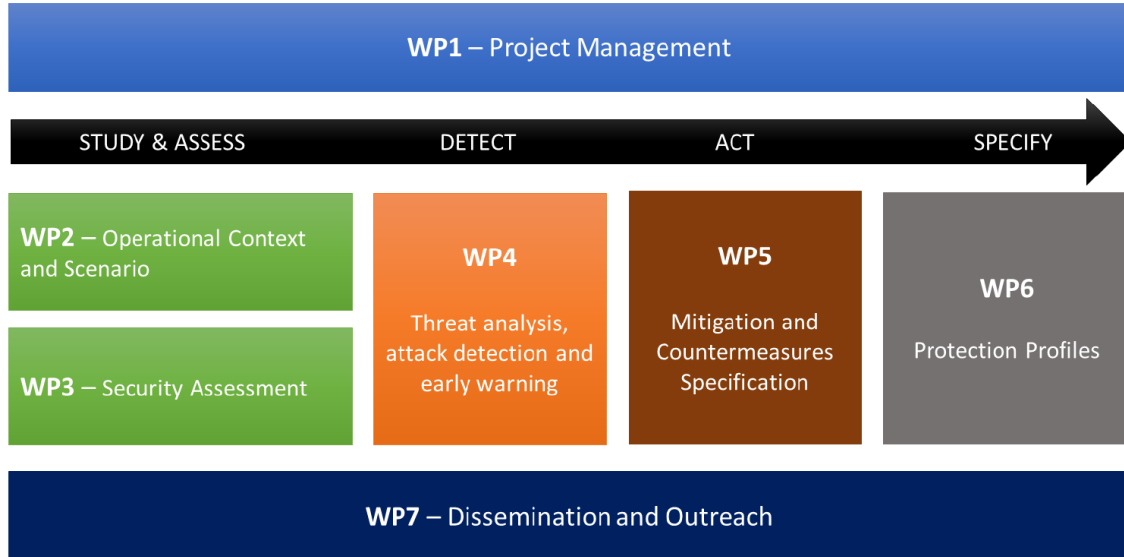 WP1 – Project Management
STUDY & ASSESS
DETECT
ACT
SPECIFY
WP2 – Operational Context
and Scenario
WP3 – Security Assessment
WP4
Threat analysis,
attack detection and
early warning
WP5
Mitigation and
Countermeasures
Specification
WP6
Protection Profiles
WP7 – Dissemination and Outreach